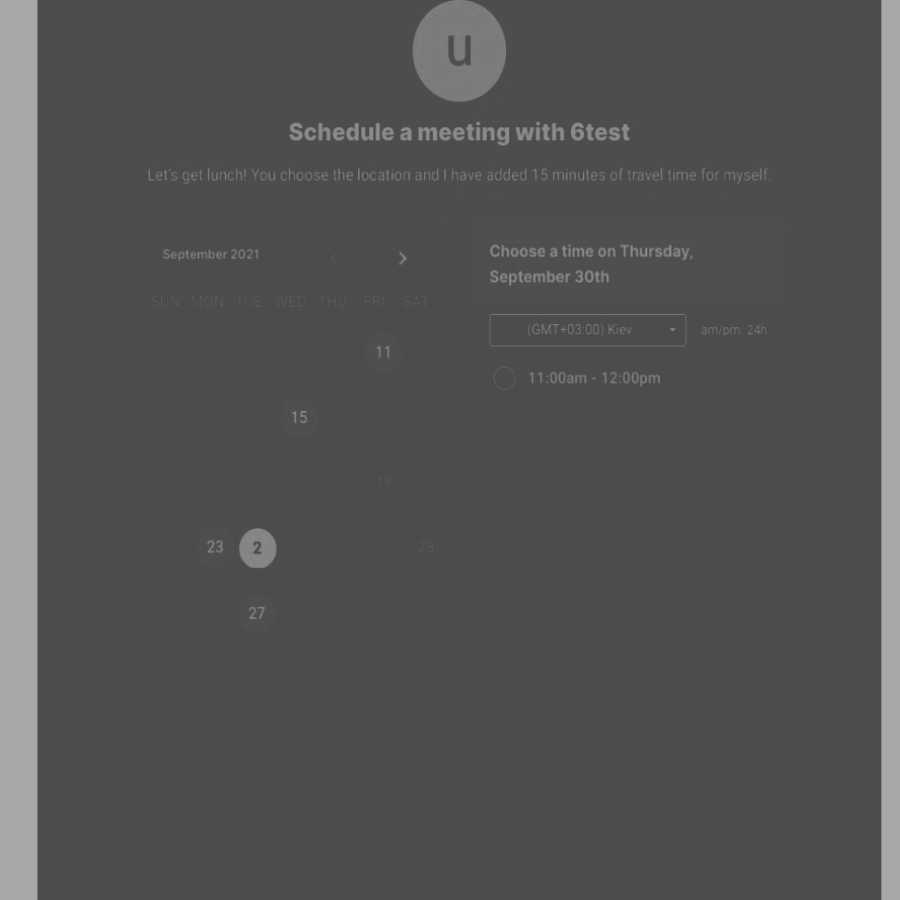 u
Schedule a meeting with 6test
Let's get lunch! You choose the location and I have added 15 minutes of travel time for myself.
September 2021
SUN MON TUE WED THU FRI SAT
11
15
19
23 2 28
27
Choose a time on Thursday,
September 30th
(GMT+03:00) Kiev
am/pm 24h
11:00am - 12:00pm